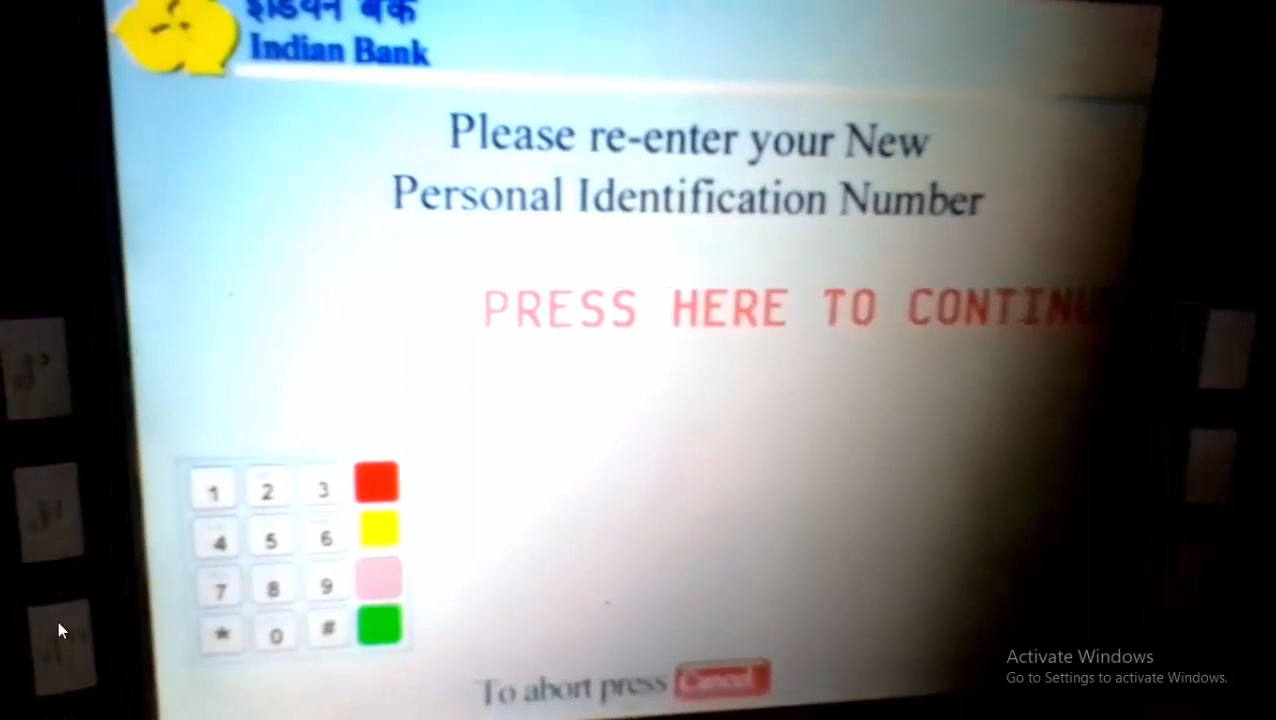 इंडियन बैंक
Indian Bank
Please re-enter your New
Personal Identification Number
PRESS HERE TO CONTINU
1 2 3
4 5 6
7 8 9
* 0 #
To abort press Cancel
Activate Windows
Go to Settings to activate Windows.